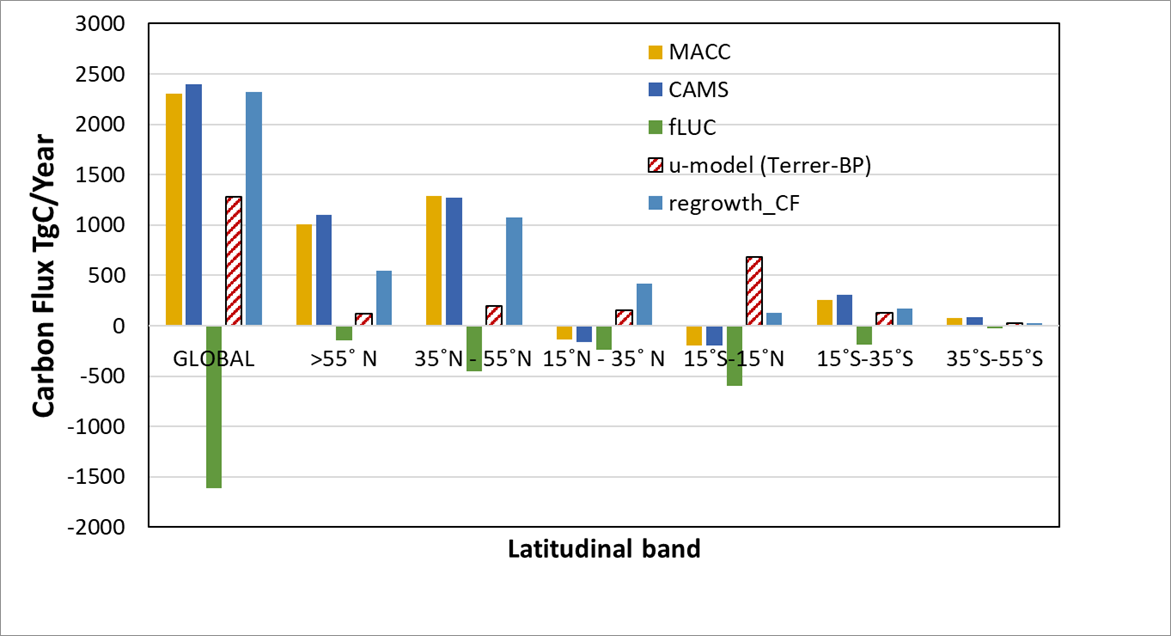 3000
2500
2000
1500
1000
500
0
-500
-1000
-1500
-2000
Carbon Flux TgC/Year
MACC
CAMS
fLUC
u-model (Terrer-BP)
regrowth_CF
GLOBAL
>55˚ N
35˚N - 55˚N
15˚N - 35˚ N
15˚S-15˚N
15˚S-35˚S
35˚S-55˚S
Latitudinal band